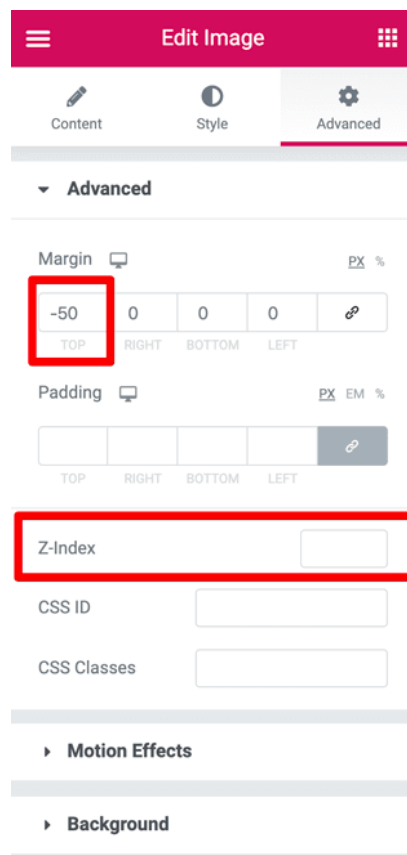 Edit Image
Content Style Advanced
Advanced
Margin PX %
-50 0 0 0
TOP RIGHT BOTTOM LEFT
Padding PX EM %
TOP RIGHT BOTTOM LEFT
Z-Index
CSS ID
CSS Classes
Motion Effects
Background